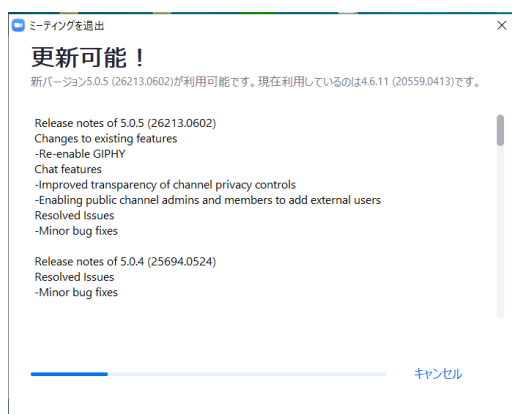 ミーティングを退出
更新可能！
新バージョン5.0.5 (26213.0602)が利用可能です。現在利用しているのは4.6.11 (20559.0413)です。
Release notes of 5.0.5 (26213.0602)
Changes to existing features
-Re-enable GIPHY
Chat features
-Improved transparency of channel privacy controls
-Enabling public channel admins and members to add external users
Resolved Issues
-Minor bug fixes
Release notes of 5.0.4 (25694.0524)
Resolved Issues
-Minor bug fixes
キャンセル